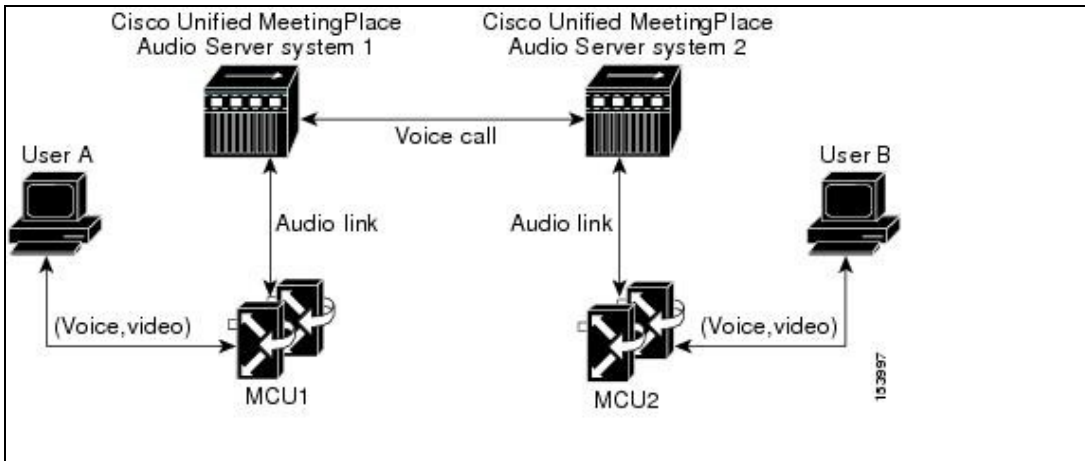 Cisco Unified MeetingPlace
Audio Server system 1
Cisco Unified MeetingPlace
Audio Server system 2
Voice call
User A
User B
Audio link
Audio link
(Voice,video)
(Voice,video)
MCU1
MCU2
153997